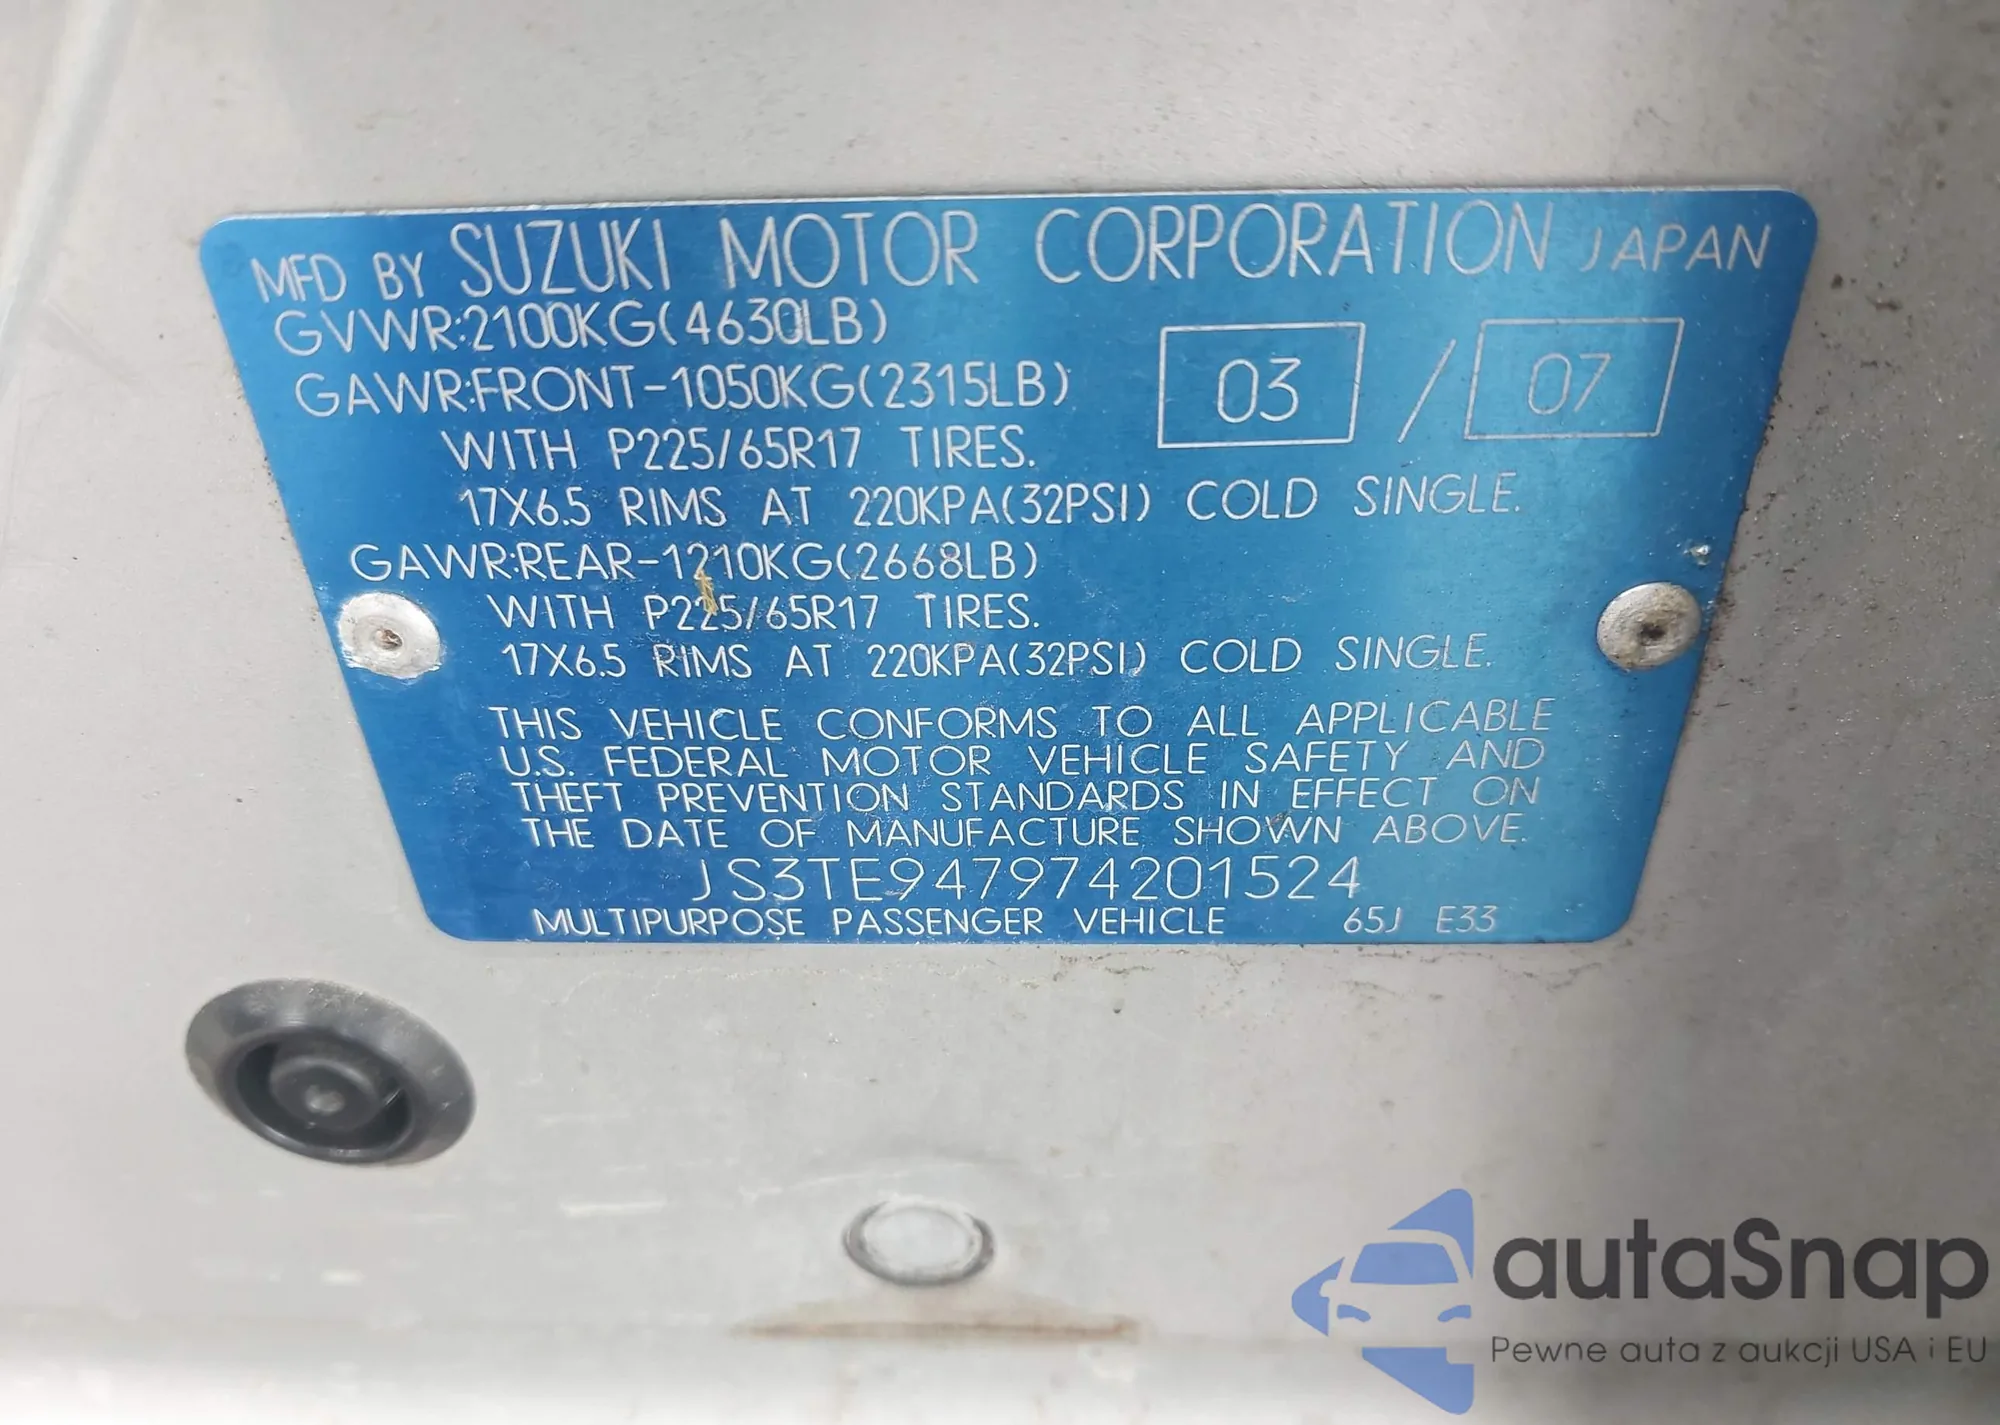 MFD BY SUZUKI MOTOR CORPORATION JAPAN
GVWR:2100KG(4630LB)
03 / 07
GAWR:FRONT-1050KG(2315LB)
WITH P225/65R17 TIRES.
17X6.5 RIMS AT 220KPA(32PSI) COLD SINGLE.
GAWR:REAR-1210KG(2668LB)
WITH P225/65R17 TIRES.
17X6.5 RIMS AT 220KPA(32PSI) COLD SINGLE.
THIS VEHICLE CONFORMS TO ALL APPLICABLE
U.S. FEDERAL MOTOR VEHICLE SAFETY AND
THEFT PREVENTION STANDARDS IN EFFECT ON
THE DATE OF MANUFACTURE SHOWN ABOVE.
JS3TE947974201524
MULTIPURPOSE PASSENGER VEHICLE 65J E33
autaSnap
Pewne auta z aukcji USA i EU